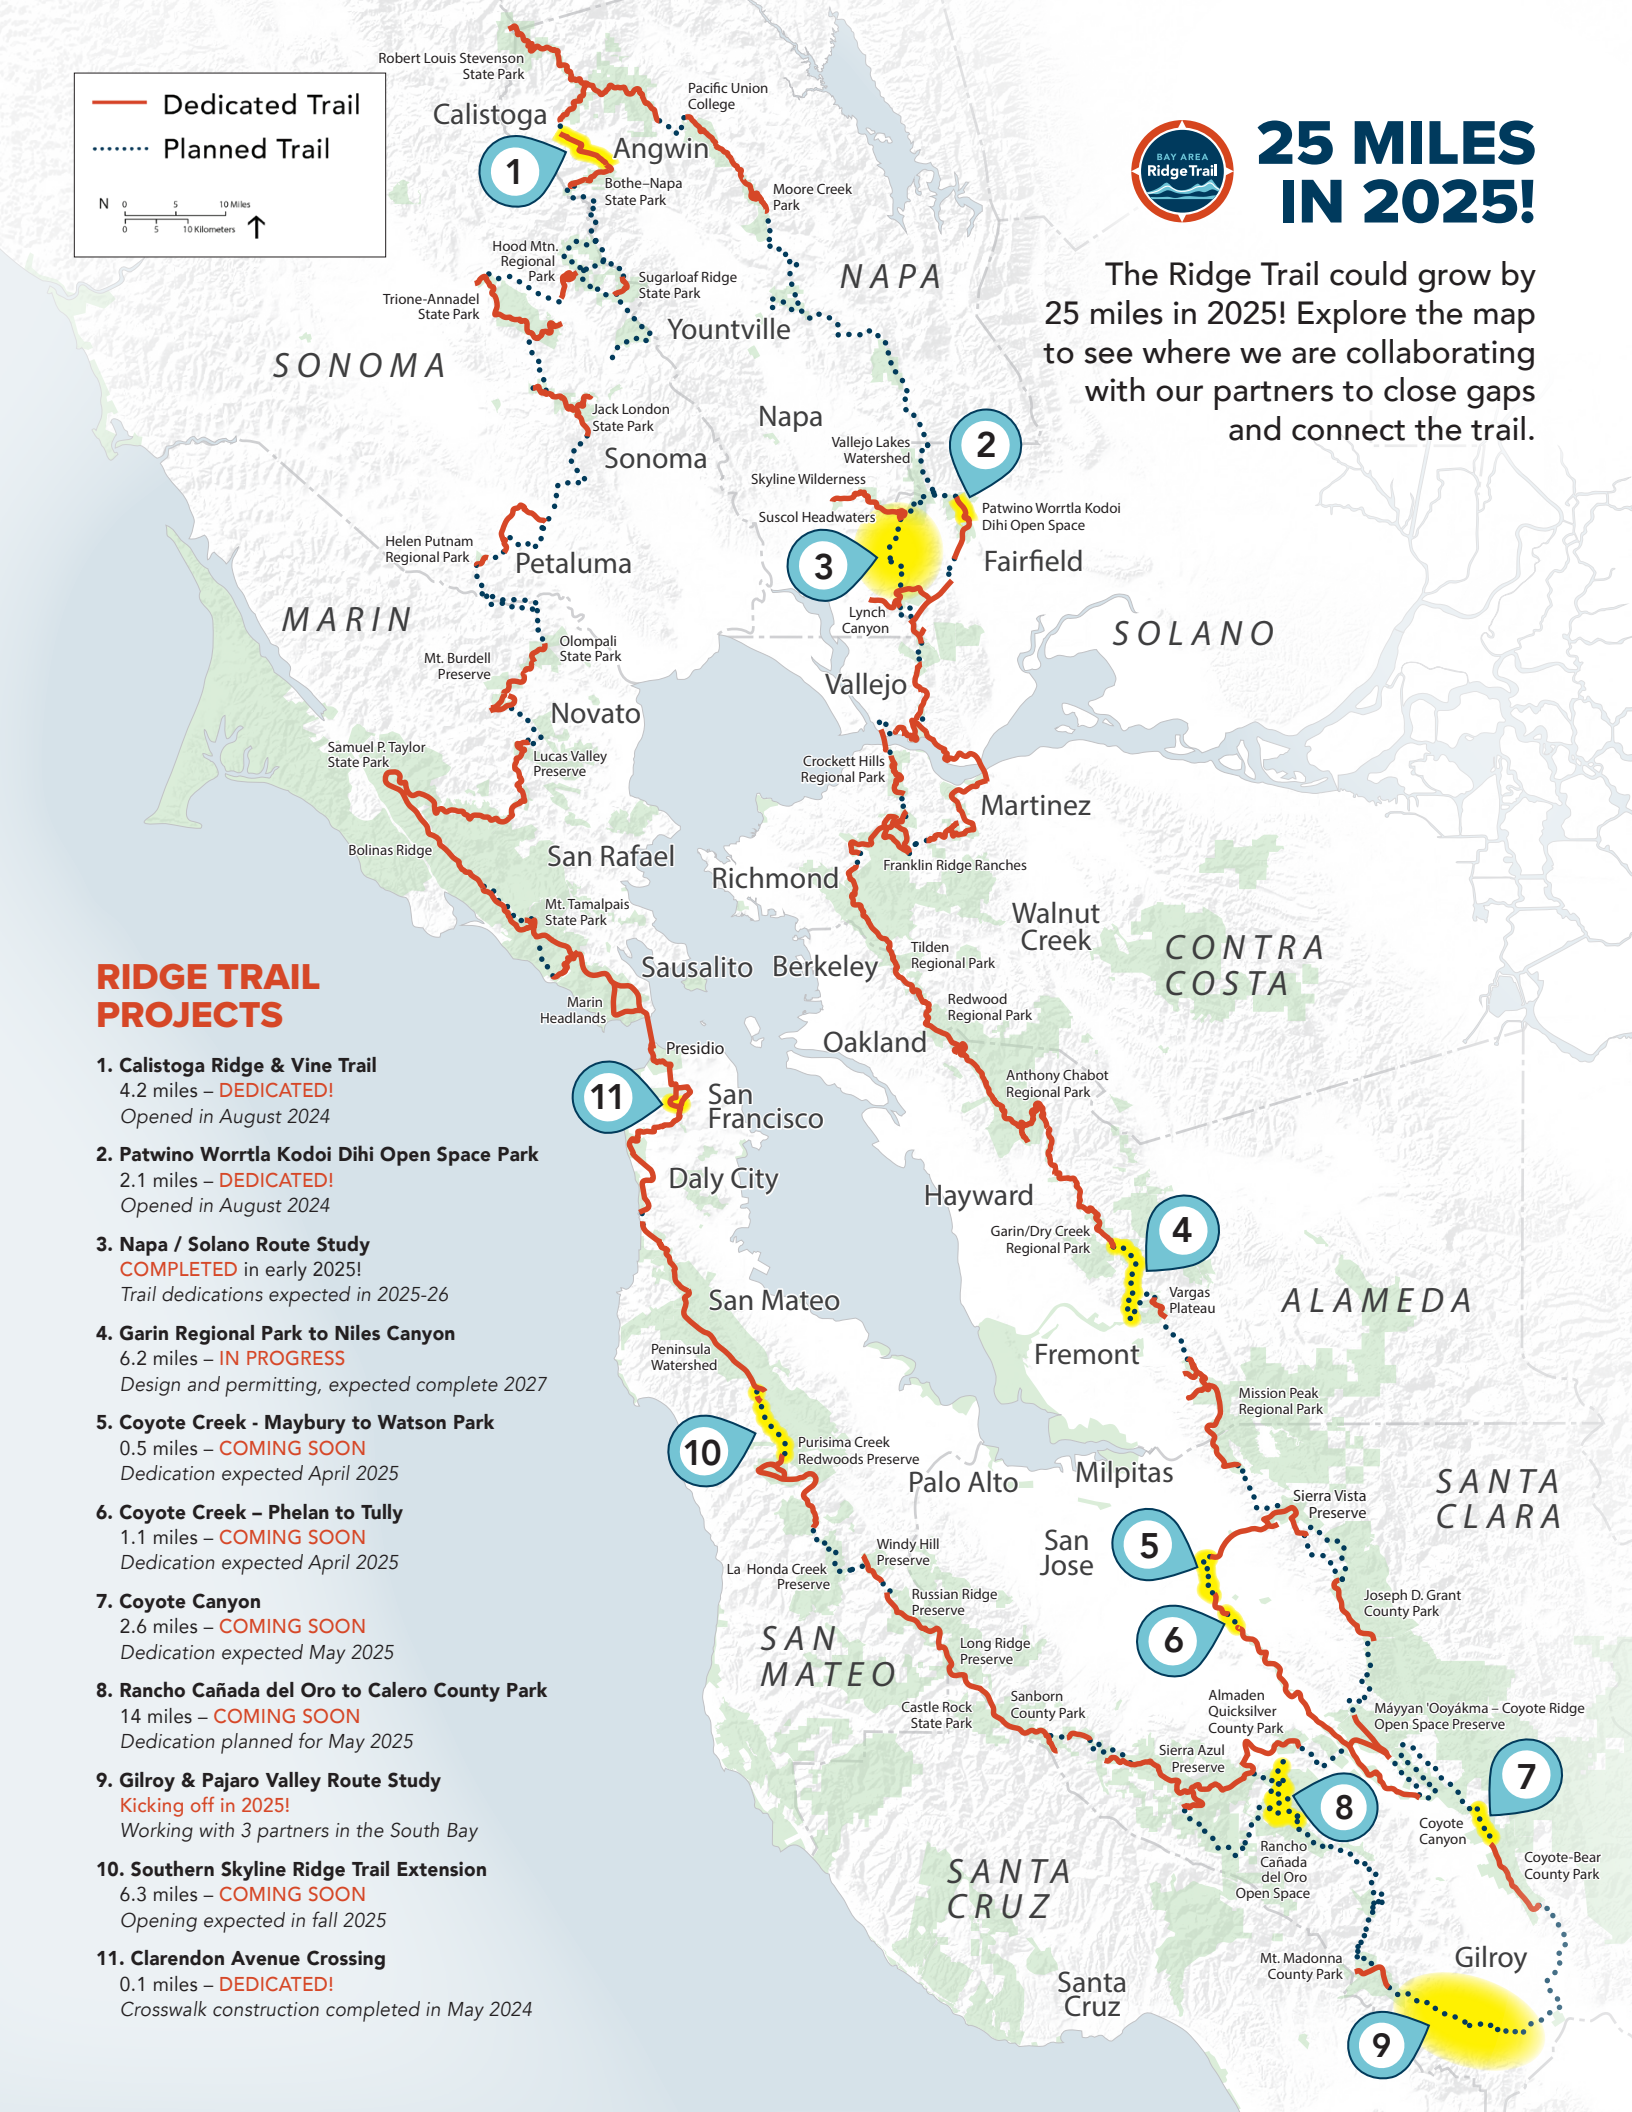 Dedicated Trail
Planned Trail
N 0 5 10 Miles
0 5 10 Kilometers
BAY AREA
Ridge Trail
25 MILES
IN 2025!
The Ridge Trail could grow by
25 miles in 2025! Explore the map
to see where we are collaborating
with our partners to close gaps
and connect the trail.
Robert Louis Stevenson
State Park
Calistoga
Pacific Union
College
Angwin
1
Bothe–Napa
State Park
Moore Creek
Park
Hood Mtn.
Regional
Park
Sugarloaf Ridge
State Park
NAPA
Trione-Annadel
State Park
Yountville
SONOMA
Jack London
State Park
Napa
Sonoma
Vallejo Lakes
Watershed
2
Skyline Wilderness
Suscol Headwaters
Patwino Worrtla Kodoi
Dihi Open Space
Helen Putnam
Regional Park
Petaluma
3
Fairfield
MARIN
Lynch
Canyon
SOLANO
Olompali
State Park
Mt. Burdell
Preserve
Vallejo
Novato
Samuel P. Taylor
State Park
Lucas Valley
Preserve
Crockett Hills
Regional Park
Martinez
Bolinas Ridge
San Rafael
Richmond
Franklin Ridge Ranches
Mt. Tamalpais
State Park
Walnut
Creek
CONTRA
COSTA
Tilden
Regional Park
Sausalito
Berkeley
Marin
Headlands
Redwood
Regional Park
Oakland
Presidio
Anthony Chabot
Regional Park
11
San
Francisco
Daly City
Hayward
Garin/Dry Creek
Regional Park
4
Vargas
Plateau
ALAMEDA
San Mateo
Peninsula
Watershed
Fremont
Mission Peak
Regional Park
10
Purisima Creek
Redwoods Preserve
Palo Alto
Milpitas
SANTA
CLARA
Sierra Vista
Preserve
San
Jose
5
Windy Hill
Preserve
La Honda Creek
Preserve
Russian Ridge
Preserve
Joseph D. Grant
County Park
6
SAN
MATEO
Long Ridge
Preserve
Castle Rock
State Park
Sanborn
County Park
Almaden
Quicksilver
County Park
Máyyan 'Ooyákma – Coyote Ridge
Open Space Preserve
Sierra Azul
Preserve
7
8
Coyote
Canyon
Rancho
Cañada
del Oro
Open Space
Coyote-Bear
County Park
SANTA
CRUZ
Mt. Madonna
County Park
Gilroy
Santa
Cruz
9
RIDGE TRAIL
PROJECTS
1. Calistoga Ridge & Vine Trail
4.2 miles – DEDICATED!
Opened in August 2024
2. Patwino Worrtla Kodoi Dihi Open Space Park
2.1 miles – DEDICATED!
Opened in August 2024
3. Napa / Solano Route Study
COMPLETED in early 2025!
Trail dedications expected in 2025-26
4. Garin Regional Park to Niles Canyon
6.2 miles – IN PROGRESS
Design and permitting, expected complete 2027
5. Coyote Creek - Maybury to Watson Park
0.5 miles – COMING SOON
Dedication expected April 2025
6. Coyote Creek – Phelan to Tully
1.1 miles – COMING SOON
Dedication expected April 2025
7. Coyote Canyon
2.6 miles – COMING SOON
Dedication expected May 2025
8. Rancho Cañada del Oro to Calero County Park
14 miles – COMING SOON
Dedication planned for May 2025
9. Gilroy & Pajaro Valley Route Study
Kicking off in 2025!
Working with 3 partners in the South Bay
10. Southern Skyline Ridge Trail Extension
6.3 miles – COMING SOON
Opening expected in fall 2025
11. Clarendon Avenue Crossing
0.1 miles – DEDICATED!
Crosswalk construction completed in May 2024